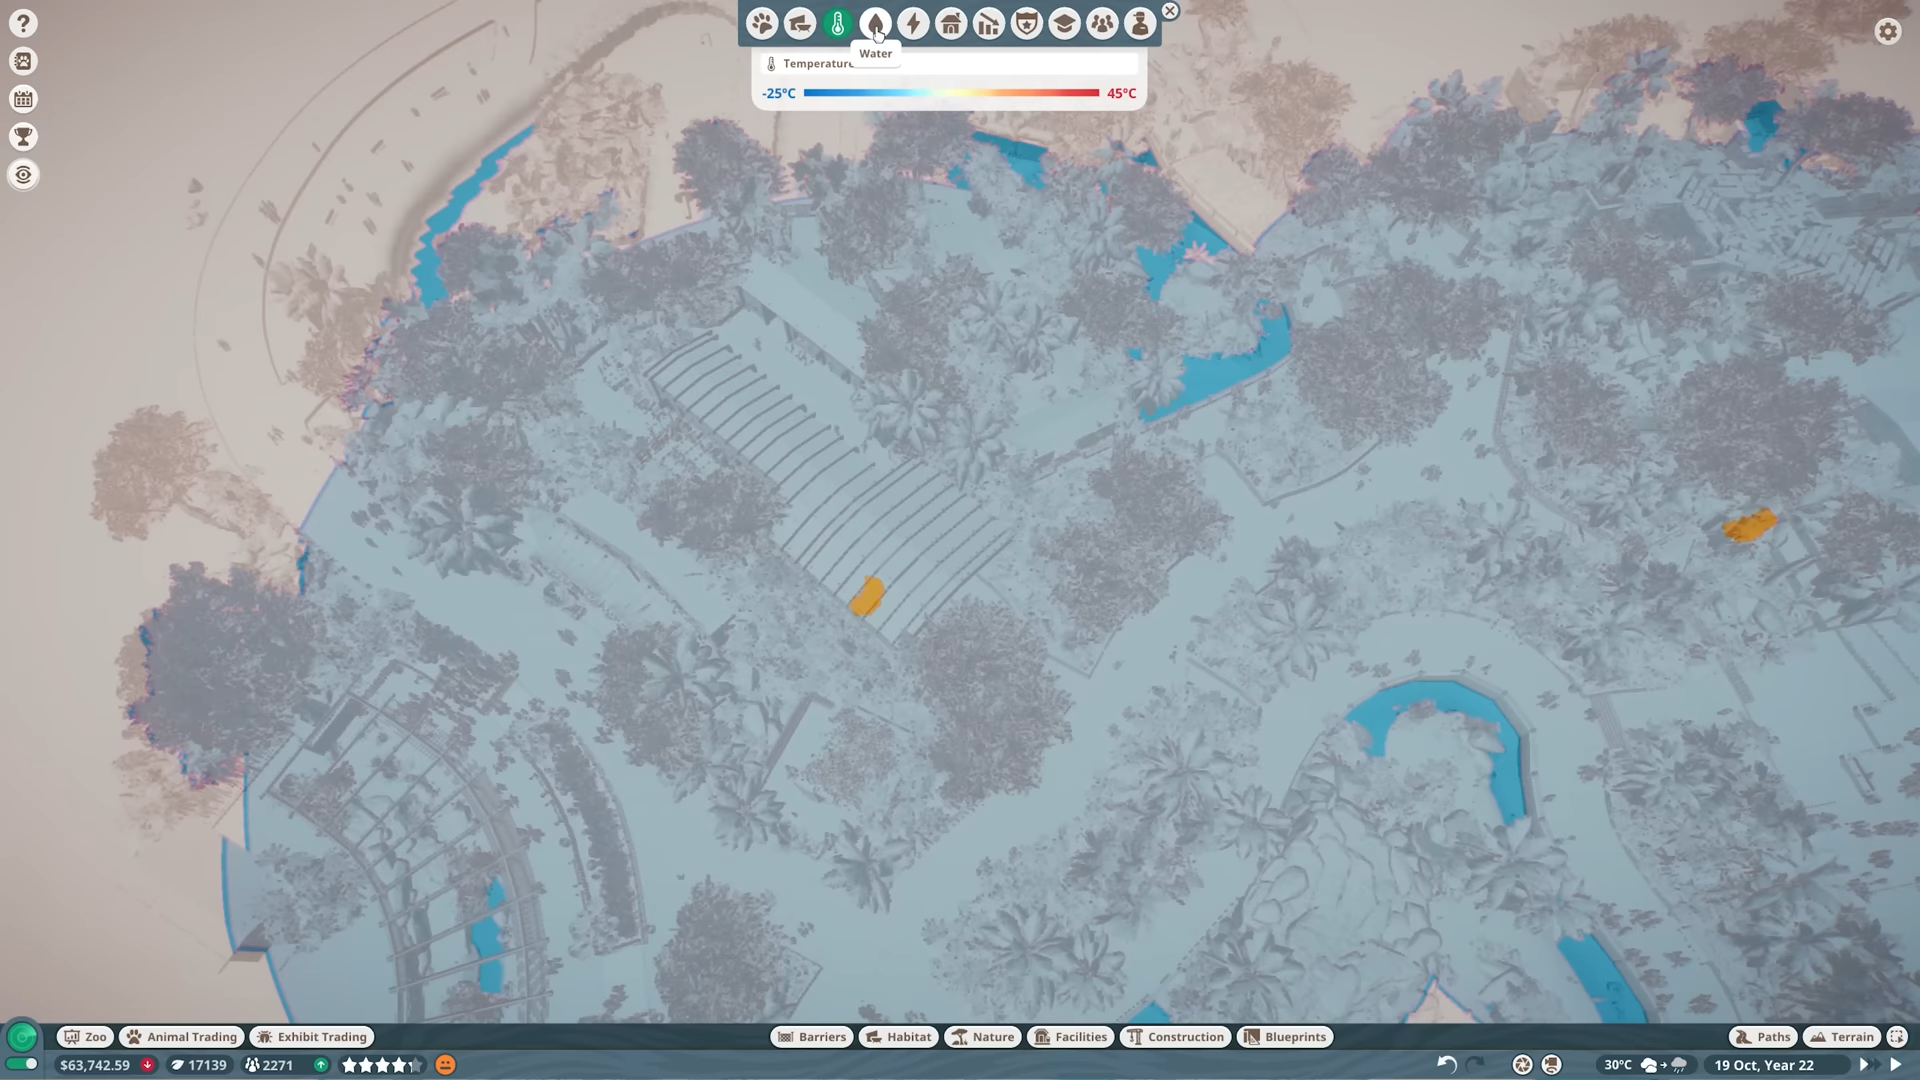 Water
Temperature
-25°C 45°C
Zoo Animal Trading Exhibit Trading Barriers Habitat Nature Facilities Construction Blueprints Paths Terrain
$63,742.59 17139 2271 30°C 19 Oct, Year 22